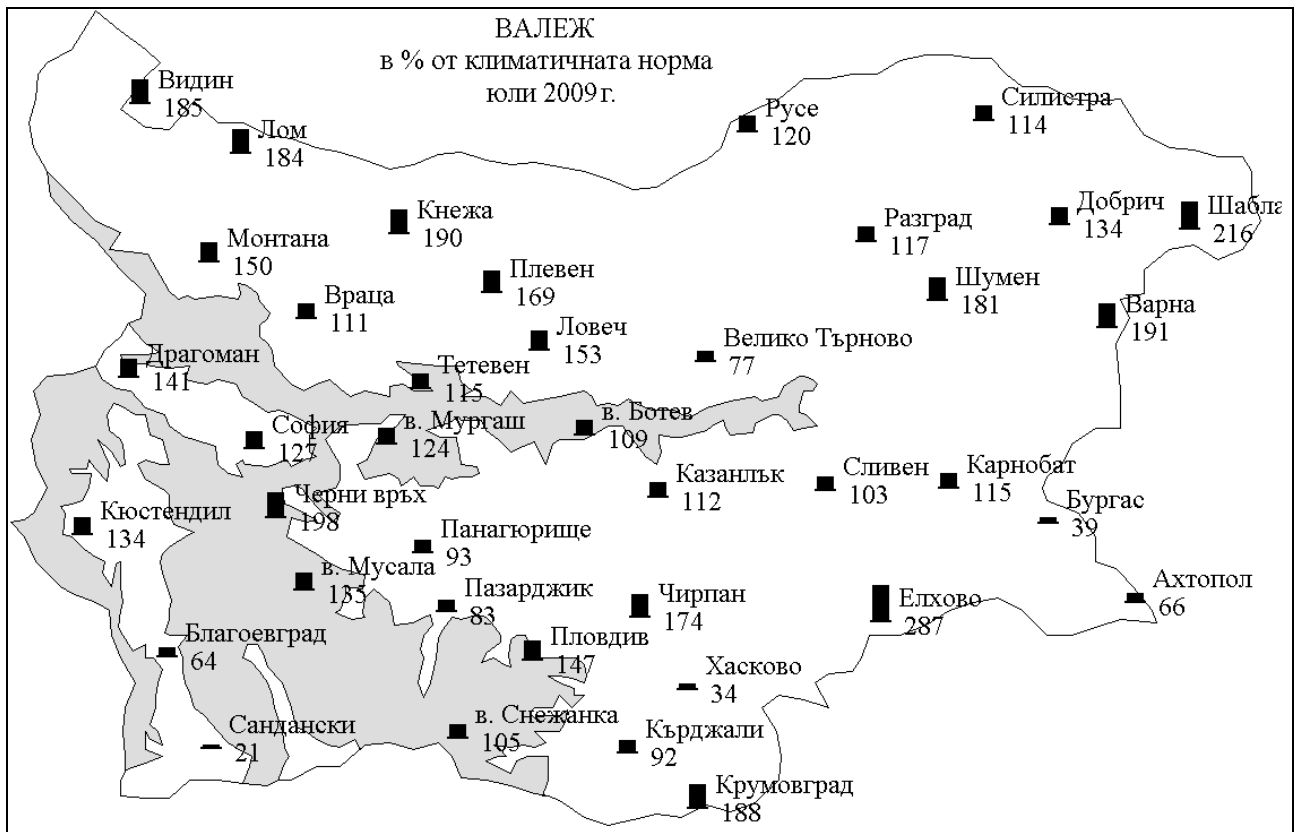 ВАЛЕЖ
в % от климатичната норма
юли 2009 г.
Видин
185
Лом
184
Русе
120
Силистра
114
Кнежа
190
Монтана
150
Разград
117
Добрич
134
Шабла
216
Плевен
169
Враца
111
Шумен
181
Варна
191
Ловеч
153
Велико Търново
77
Драгоман
141
Тетевен
115
София
127
в. Мургаш
124
в. Ботев
109
Казанлък
112
Сливен
103
Карнобат
115
Бургас
39
Черни връх
198
Кюстендил
134
Панагюрище
93
в. Мусала
135
Пазарджик
83
Чирпан
174
Елхово
287
Ахтопол
66
Благоевград
64
Пловдив
147
Хасково
34
Сандански
21
в. Снежанка
105
Кърджали
92
Крумовград
188